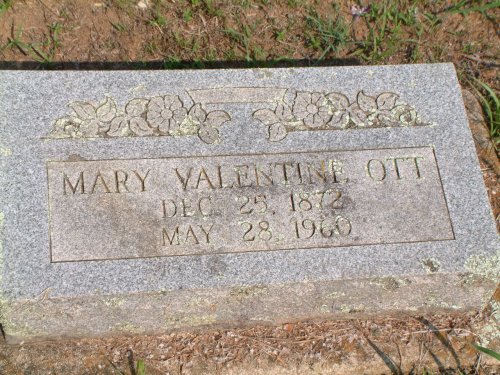 MARY VALENTINE OTT
DEC. 25, 1872
MAY 28, 1960